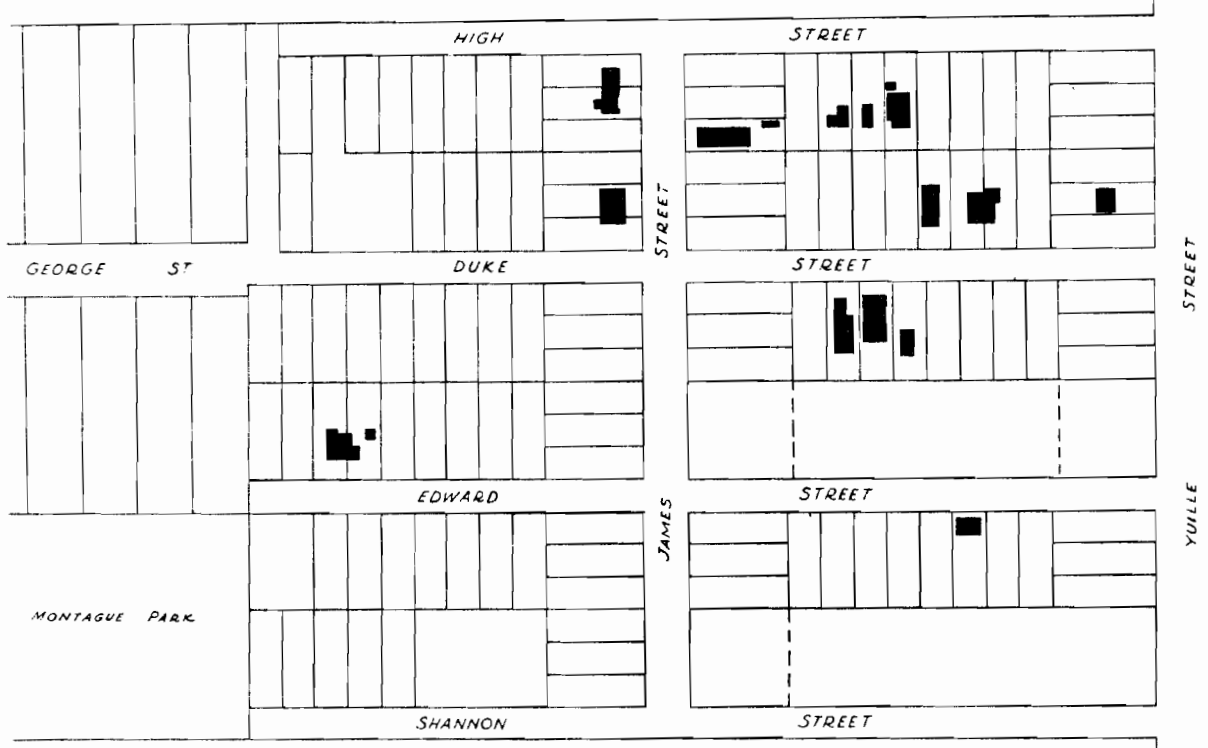 HIGH STREET
GEORGE ST
DUKE STREET
JAMES STREET
YUILLE STREET
EDWARD STREET
MONTAGUE PARK
SHANNON STREET